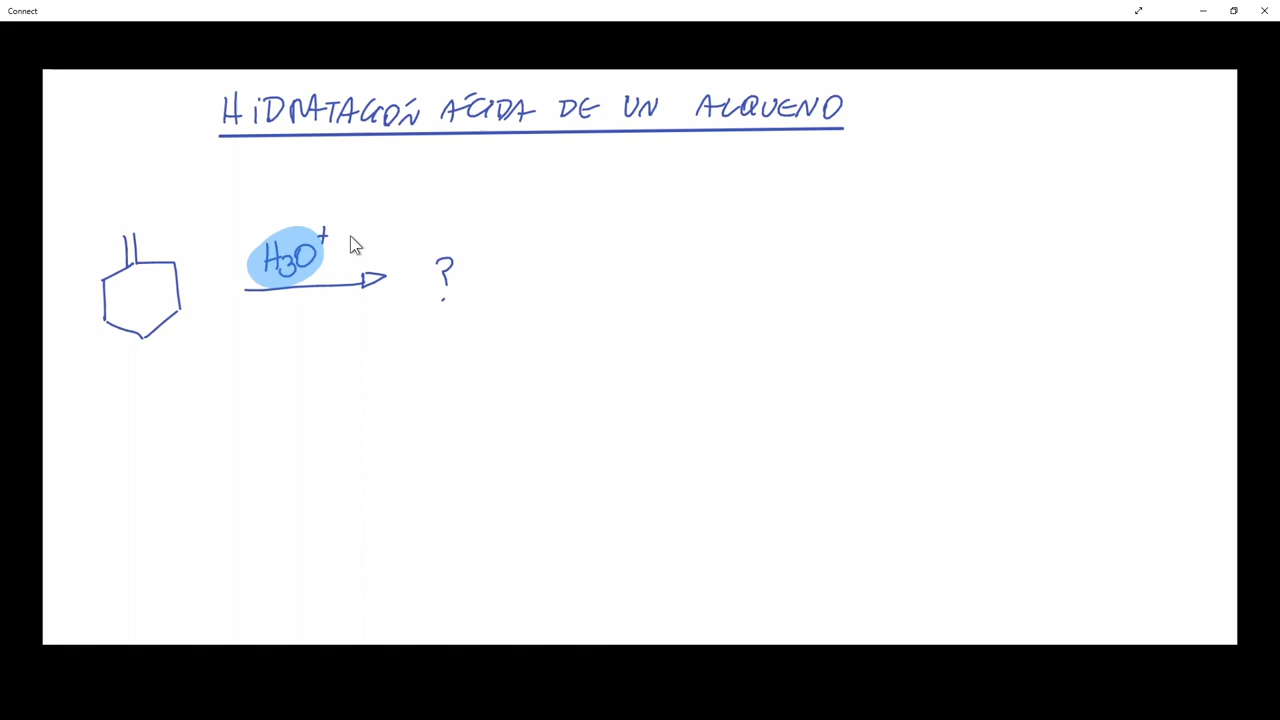 Connect
HIDRATACIÓN ÁCIDA DE UN ALQUENO
H3O+
?